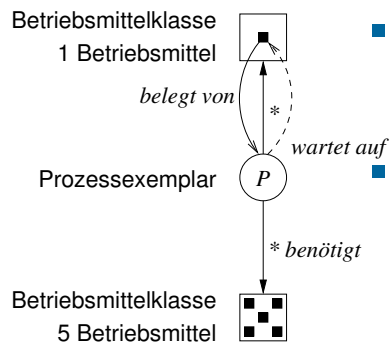 Betriebsmittelklasse
1 Betriebsmittel
belegt von
*
wartet auf
Prozessexemplar
P
* benötigt
Betriebsmittelklasse
5 Betriebsmittel